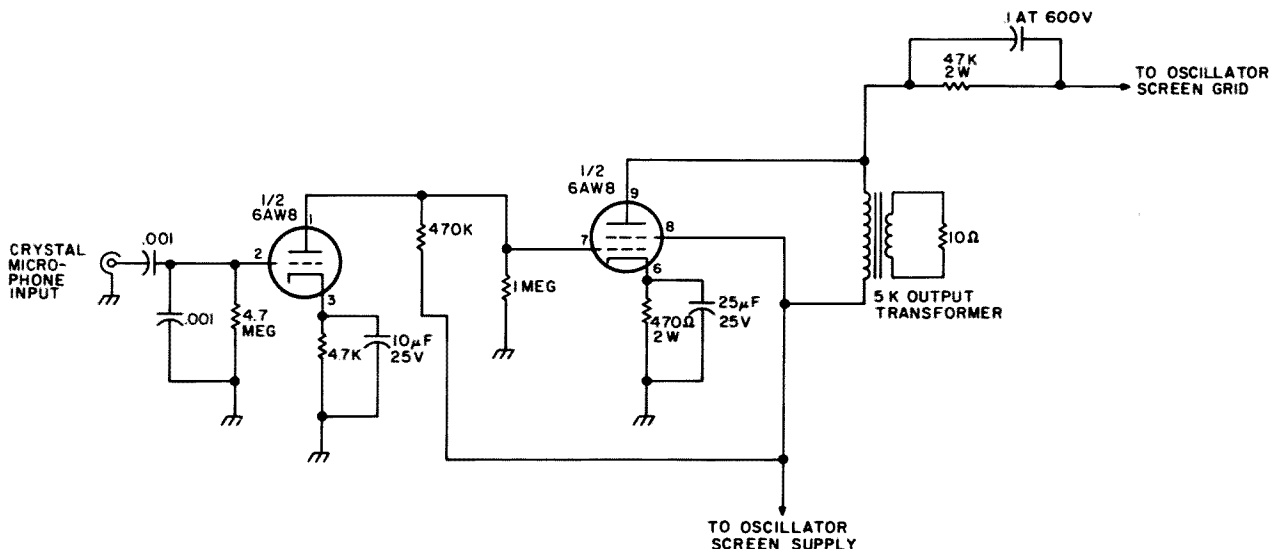 .1 AT 600V
47K
2W
TO OSCILLATOR
SCREEN GRID
1/2
6AW8
9
8
7
6
1/2
6AW8
1
2
3
470K
CRYSTAL
MICRO-
PHONE
INPUT
.001
.001
4.7
MEG
4.7K
10μF
25V
1 MEG
470Ω
2W
25μF
25V
10Ω
5K OUTPUT
TRANSFORMER
TO OSCILLATOR
SCREEN SUPPLY